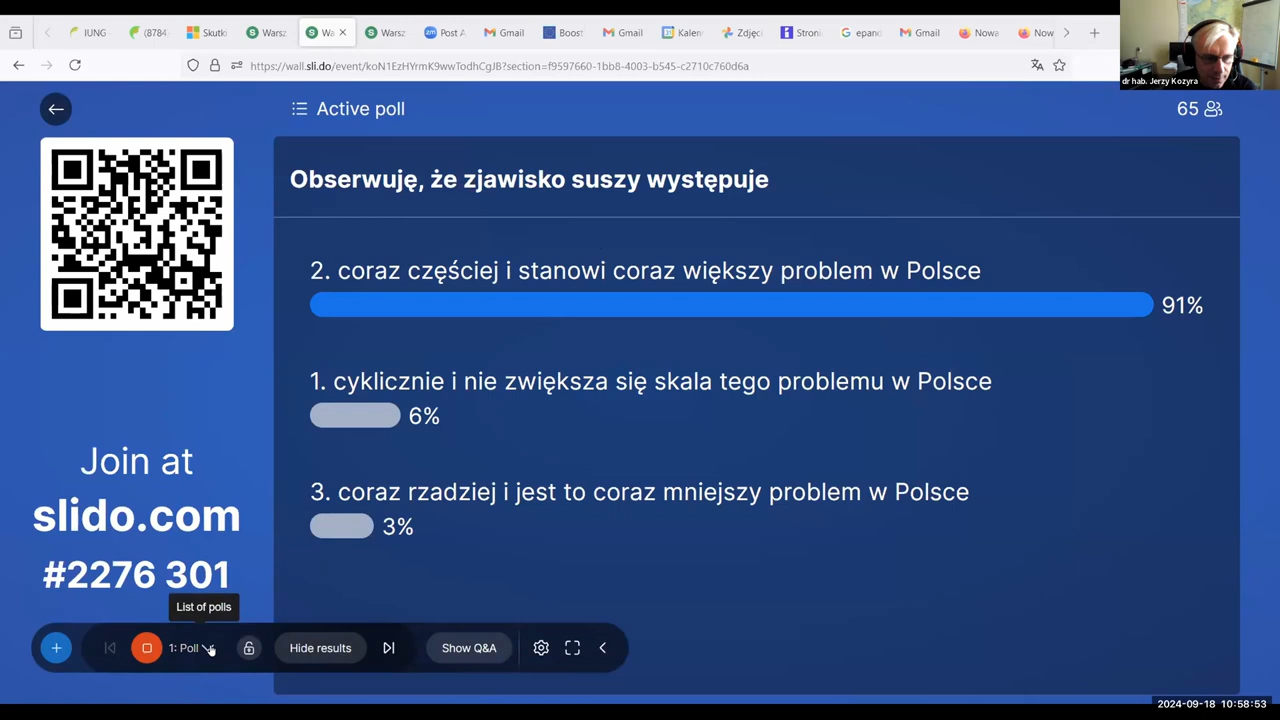 IUNG
(8784
Skutki
Warsz
Wa
Warsz
Post A
Gmail
Boost
Gmail
Kalen
Zdjęci
Stron
epand
Gmail
Nowa
Now
https://wall.sli.do/event/koN1EzHYrmK9wwTodhCgJB?section=f9597660-1bb8-4003-b545-c2710c760d6a
dr hab. Jerzy Kozyra
Active poll
65
Obserwuję, że zjawisko suszy występuje
2. coraz częściej i stanowi coraz większy problem w Polsce
91%
1. cyklicznie i nie zwiększa się skala tego problemu w Polsce
6%
3. coraz rzadziej i jest to coraz mniejszy problem w Polsce
3%
Join at
slido.com
#2276 301
List of polls
1: Poll
Hide results
Show Q&A
2024-09-18 10:58:53